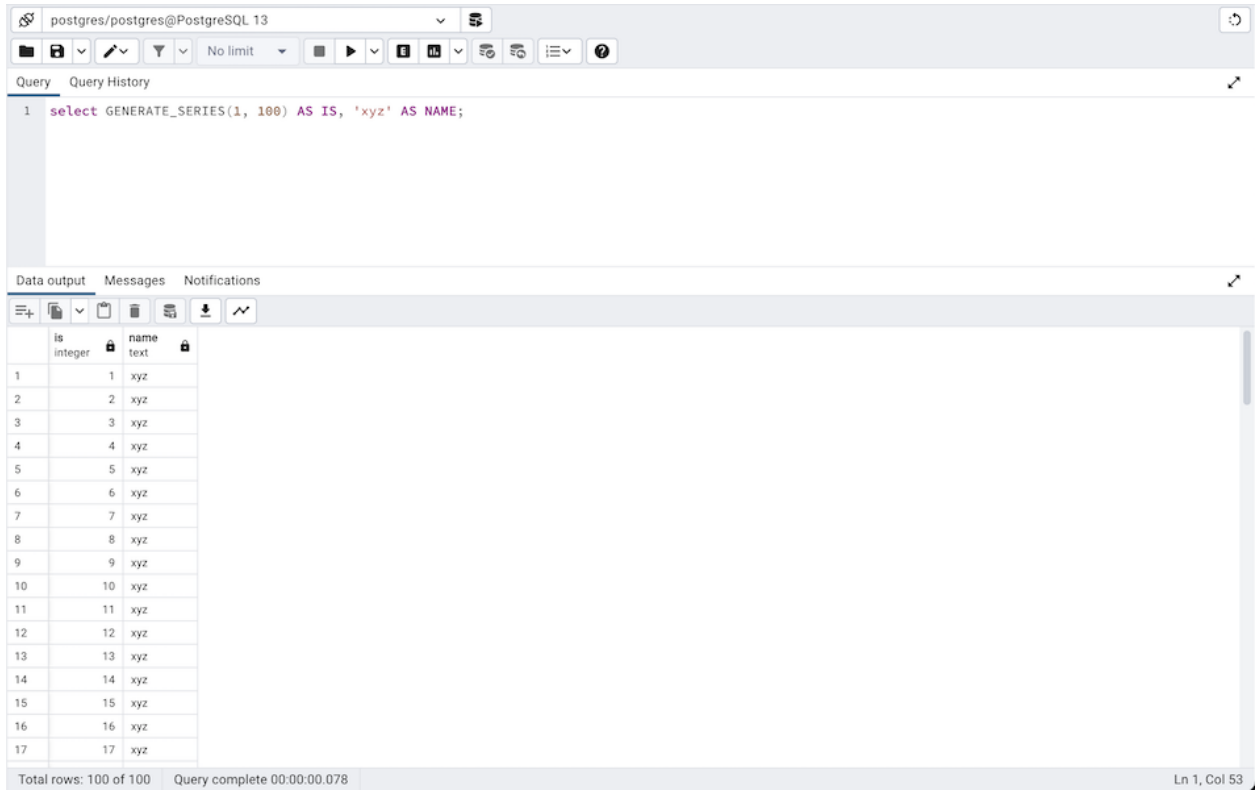 postgres/postgres@PostgreSQL 13
No limit
Query Query History
1 select GENERATE_SERIES(1, 100) AS IS, 'xyz' AS NAME;
Data output Messages Notifications
is name
integer text
1 1 xyz
2 2 xyz
3 3 xyz
4 4 xyz
5 5 xyz
6 6 xyz
7 7 xyz
8 8 xyz
9 9 xyz
10 10 xyz
11 11 xyz
12 12 xyz
13 13 xyz
14 14 xyz
15 15 xyz
16 16 xyz
17 17 xyz
Total rows: 100 of 100 Query complete 00:00:00.078 Ln 1, Col 53